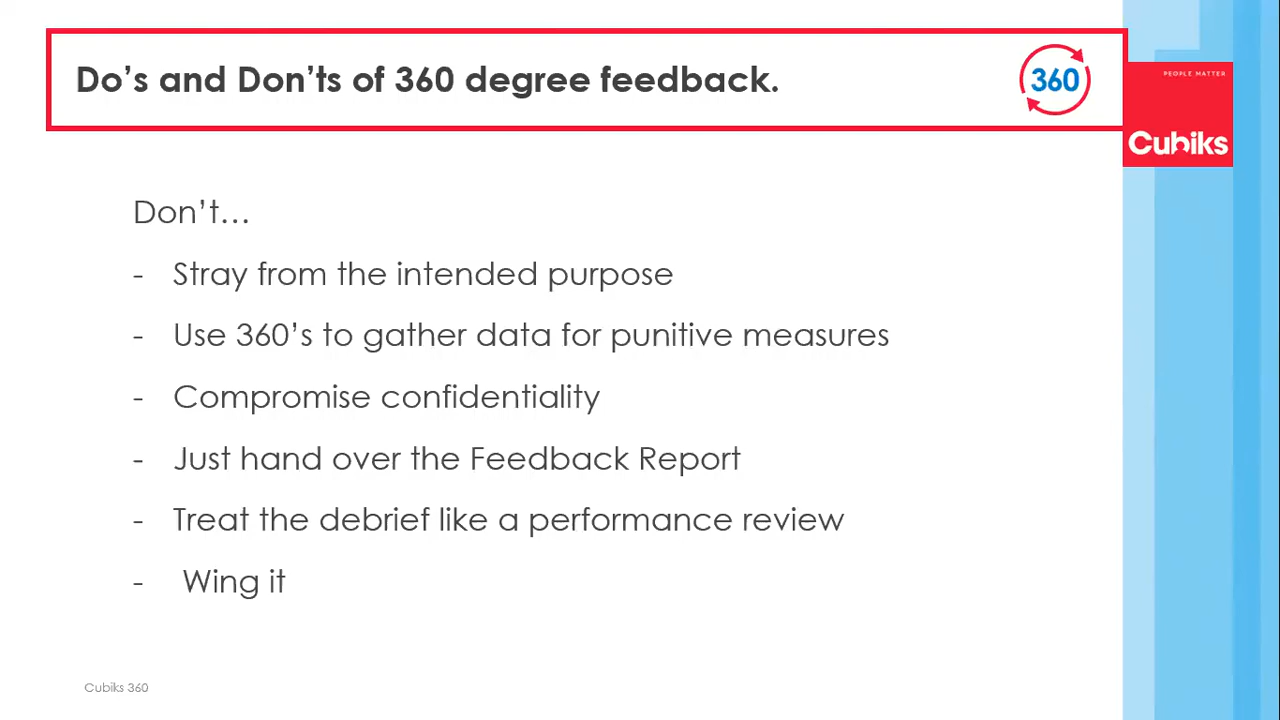 Do’s and Don’ts of 360 degree feedback.
360
PEOPLE MATTER
Cubiks
Don’t…
- Stray from the intended purpose
- Use 360’s to gather data for punitive measures
- Compromise confidentiality
- Just hand over the Feedback Report
- Treat the debrief like a performance review
- Wing it
Cubiks 360